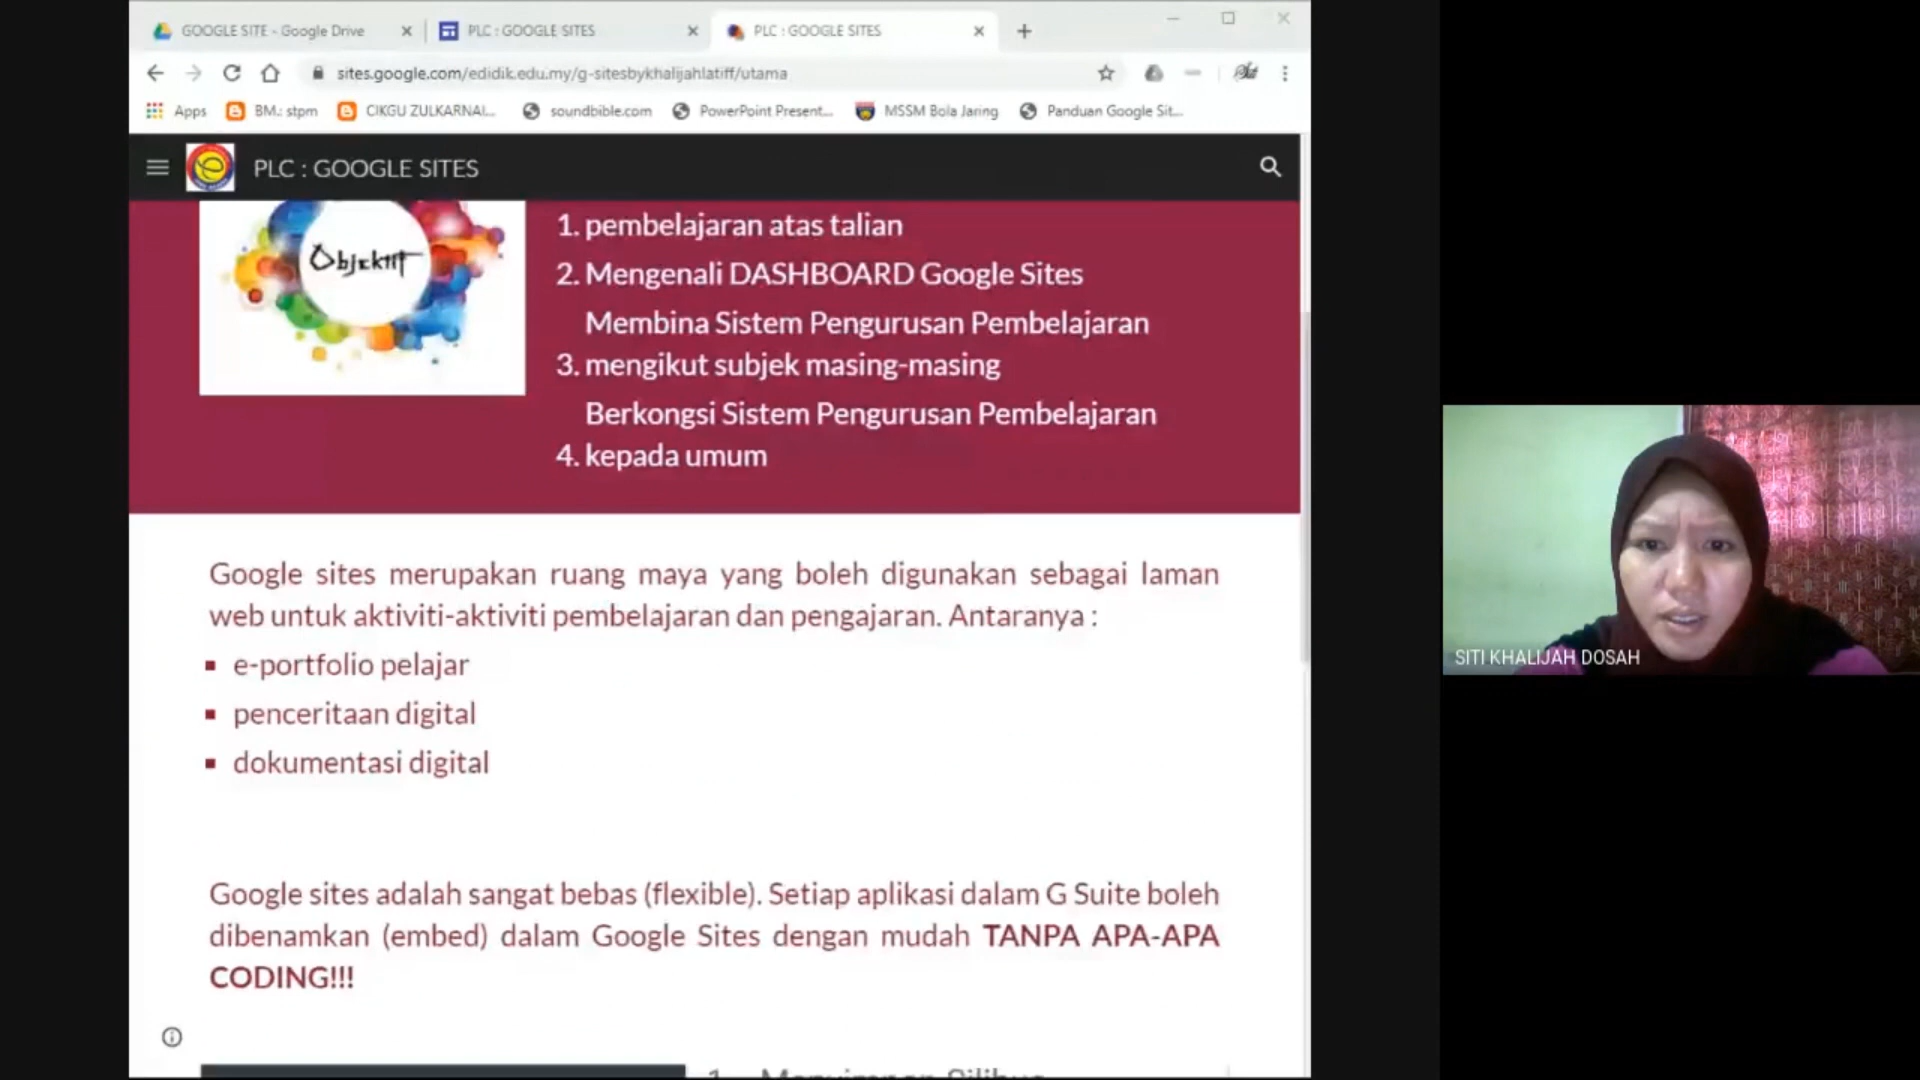 GOOGLE SITE - Google Drive
PLC : GOOGLE SITES
PLC : GOOGLE SITES
sites.google.com/edidik.edu.my/g-sitesbykhalijahlatiff/utama
Apps
BM.: stpm
CIKGU ZULKARNAI...
soundbible.com
PowerPoint Present...
MSSM Bola Jaring
Panduan Google Sit...
PLC : GOOGLE SITES
Objektif
1. pembelajaran atas talian
2. Mengenali DASHBOARD Google Sites
Membina Sistem Pengurusan Pembelajaran
3. mengikut subjek masing-masing
Berkongsi Sistem Pengurusan Pembelajaran
4. kepada umum
Google sites merupakan ruang maya yang boleh digunakan sebagai laman
web untuk aktiviti-aktiviti pembelajaran dan pengajaran. Antaranya :
▪ e-portfolio pelajar
▪ penceritaan digital
▪ dokumentasi digital
Google sites adalah sangat bebas (flexible). Setiap aplikasi dalam G Suite boleh
dibenamkan (embed) dalam Google Sites dengan mudah TANPA APA-APA
CODING!!!
1. Menyimpan Silibus
SITI KHALIJAH DOSAH